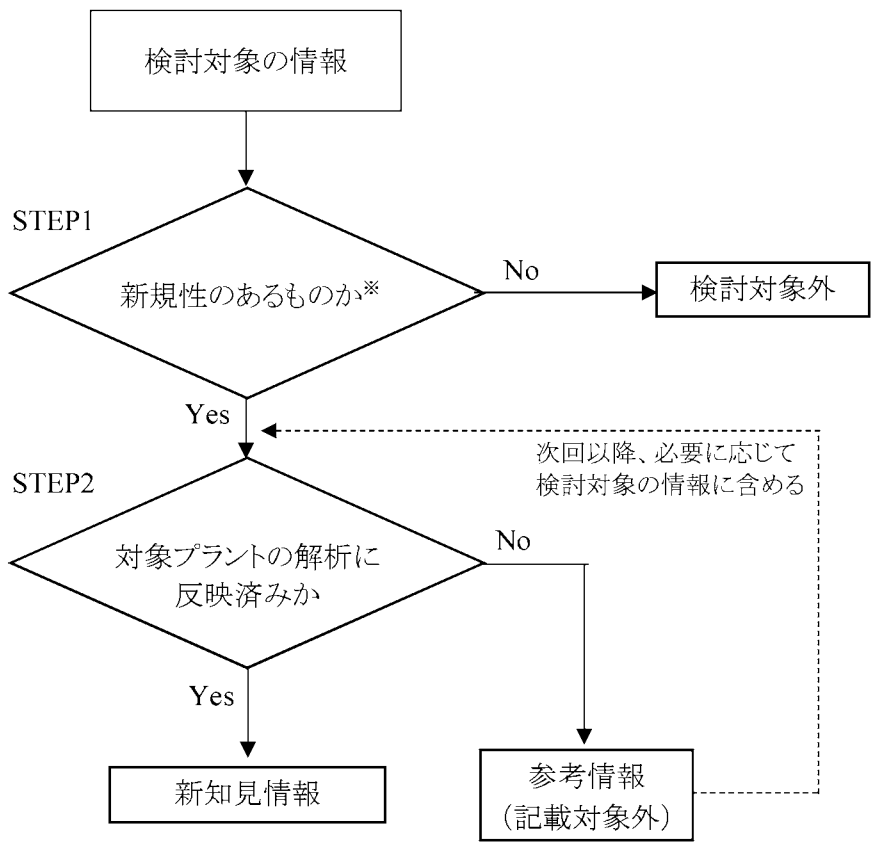 検討対象の情報
STEP1
新規性のあるものか※
No
検討対象外
Yes
次回以降、必要に応じて
検討対象の情報に含める
STEP2
対象プラントの解析に
反映済みか
No
Yes
新知見情報
参考情報
(記載対象外)